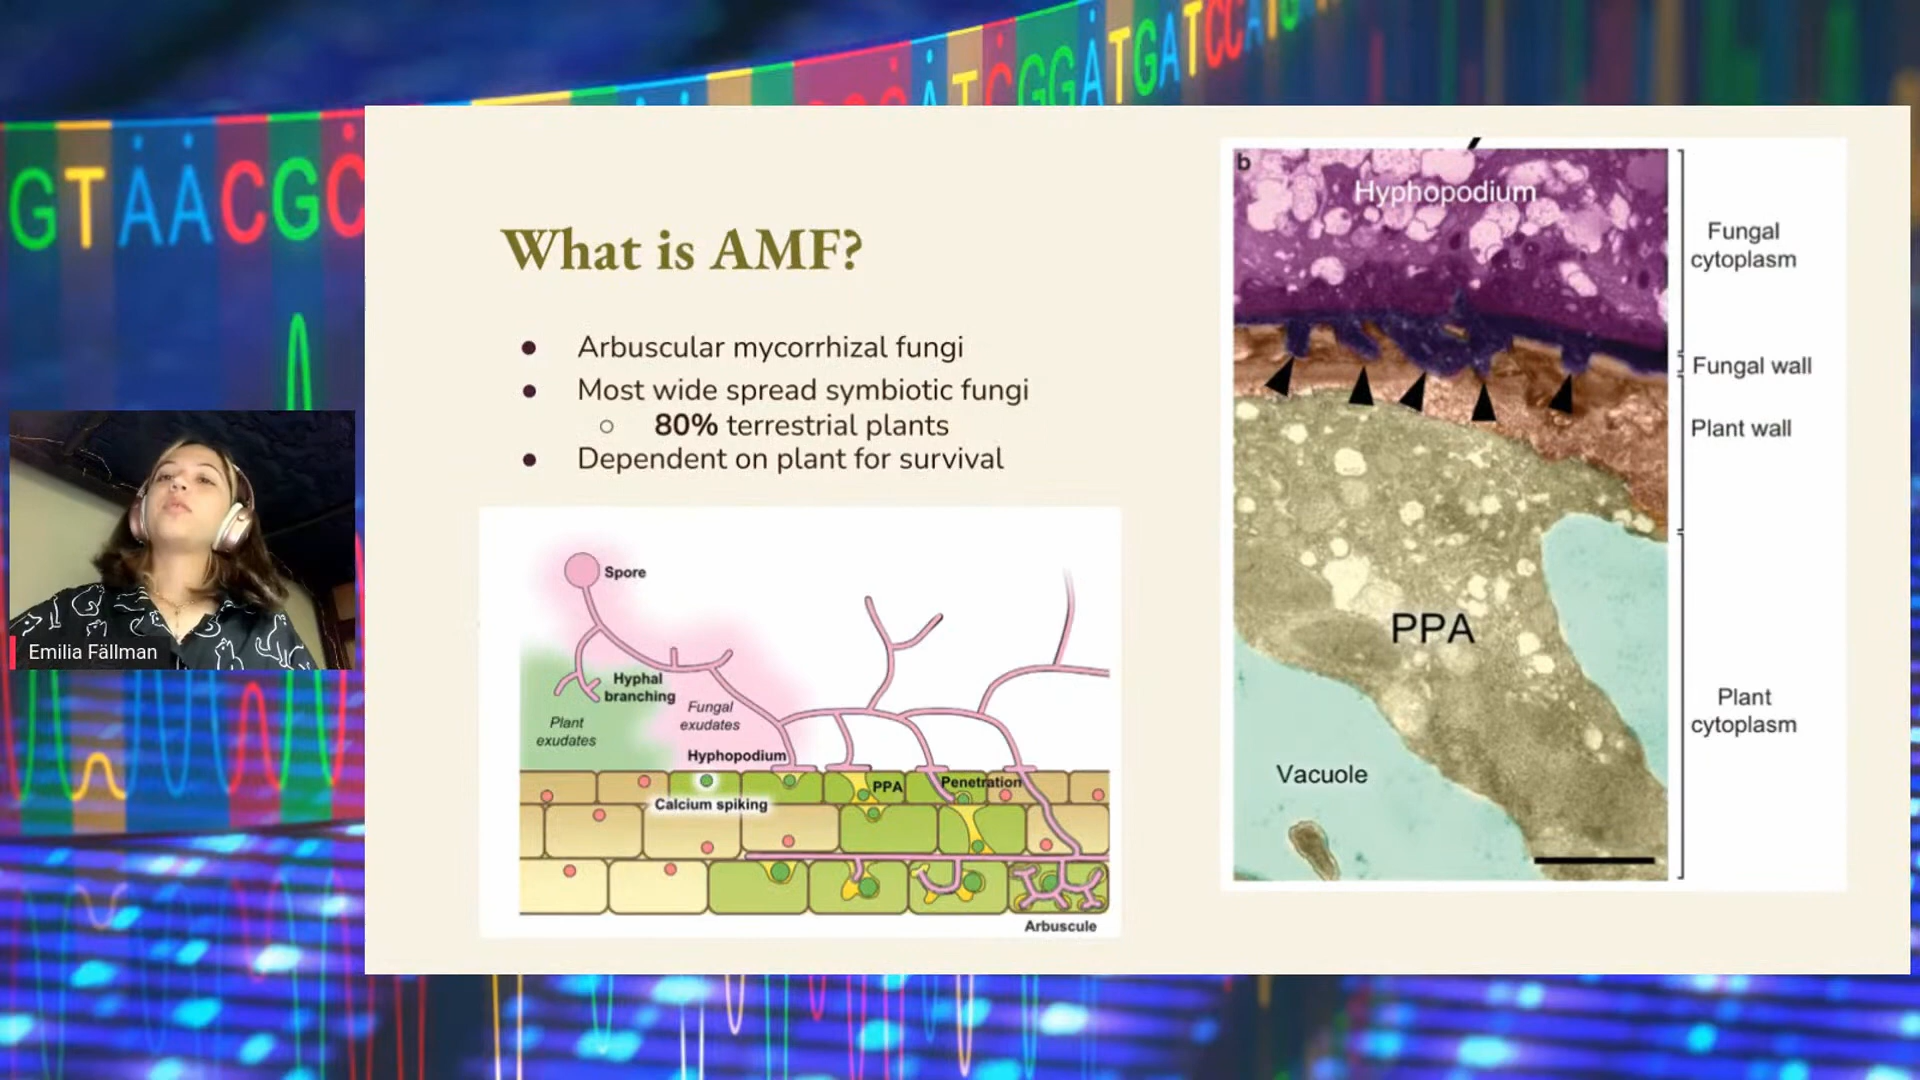 GTAACGC
ATCGGATGATCCATG
What is AMF?
● Arbuscular mycorrhizal fungi
● Most wide spread symbiotic fungi
○ 80% terrestrial plants
● Dependent on plant for survival
Spore
Hyphal
branching
Plant
exudates
Fungal
exudates
Hyphopodium
Calcium spiking
PPA
Penetration
Arbuscule
b
Hyphopodium
PPA
Vacuole
Fungal
cytoplasm
Fungal wall
Plant wall
Plant
cytoplasm
Emilia Fällman